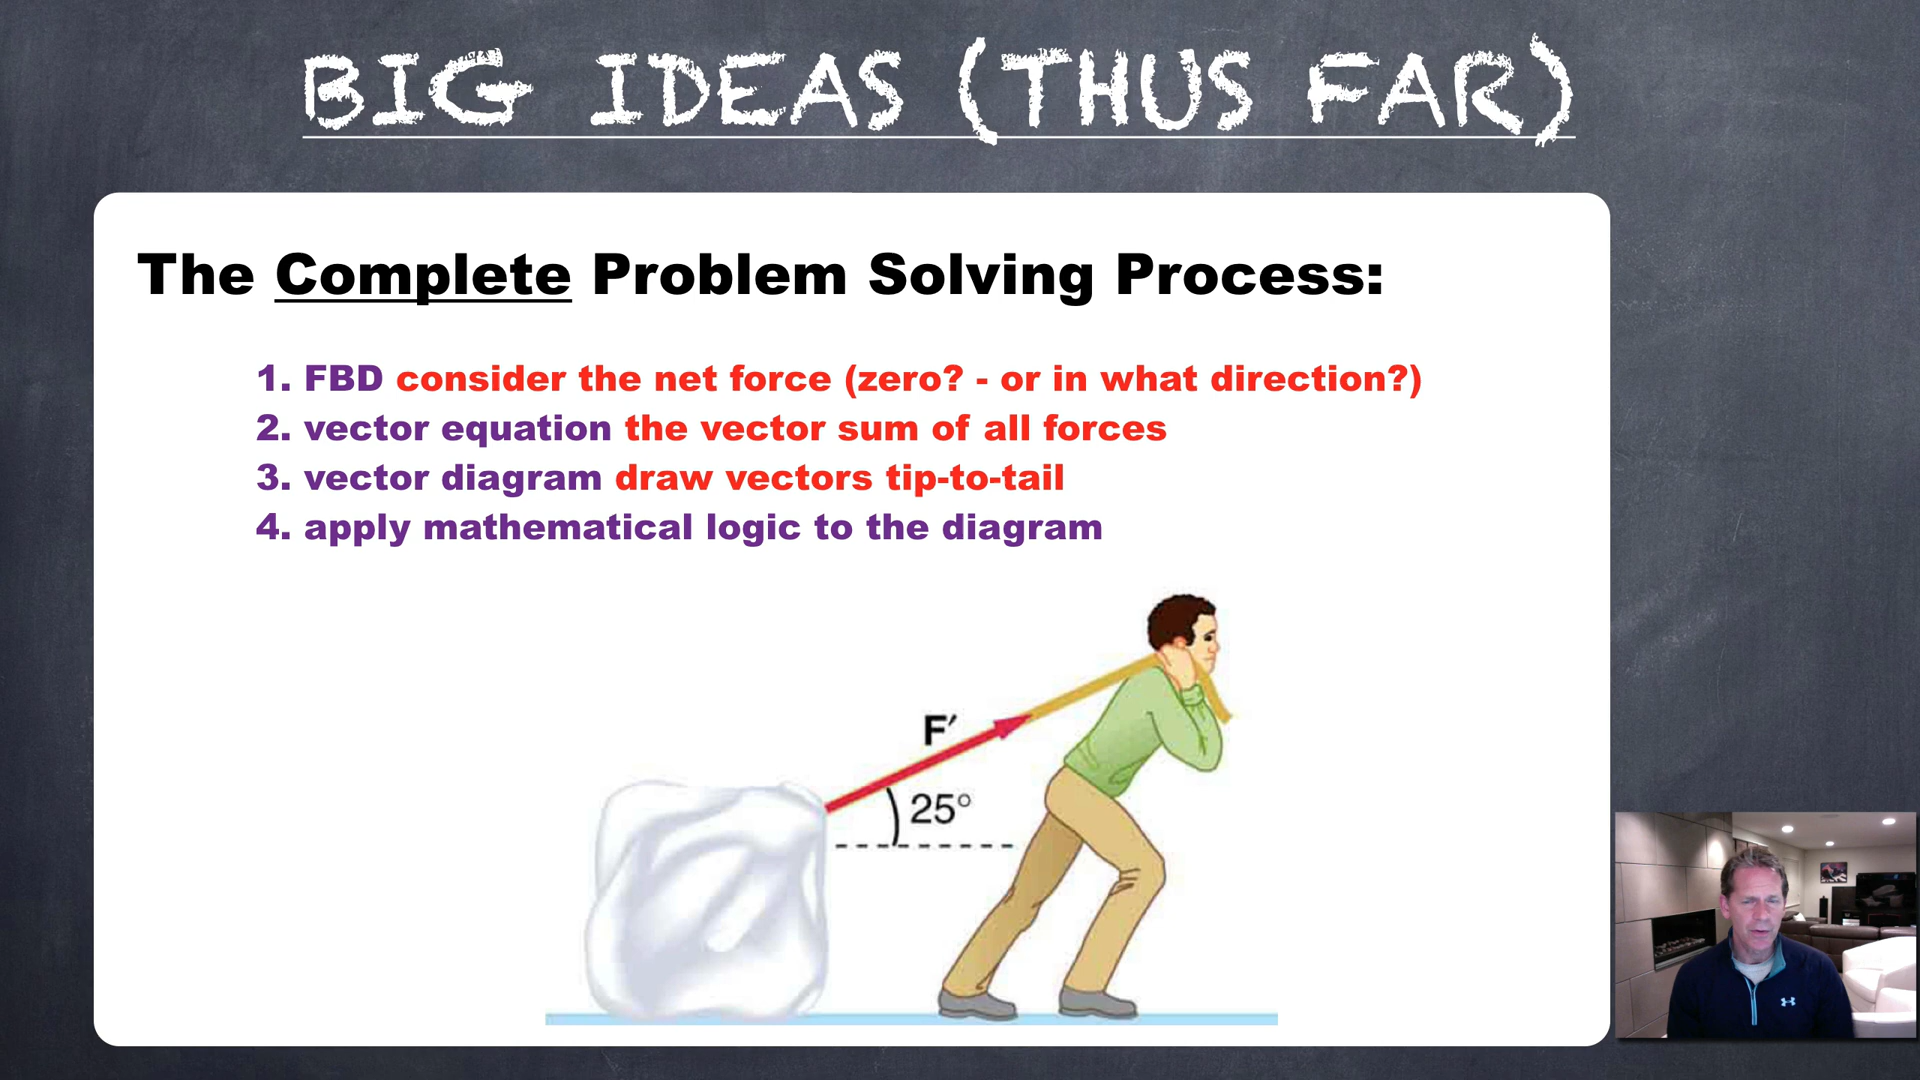 BIG IDEAS (THUS FAR)
The Complete Problem Solving Process:
1. FBD consider the net force (zero? - or in what direction?)
2. vector equation the vector sum of all forces
3. vector diagram draw vectors tip-to-tail
4. apply mathematical logic to the diagram
F′
25°